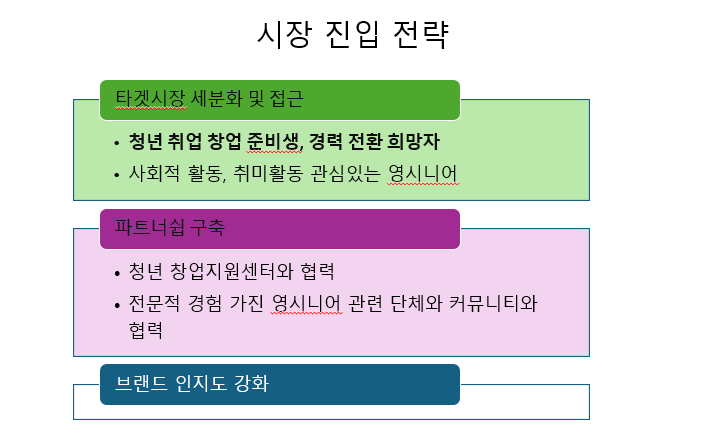 시장 진입 전략
타겟시장 세분화 및 접근
• 청년 취업 창업 준비생, 경력 전환 희망자
• 사회적 활동, 취미활동 관심있는 영시니어
파트너쉽 구축
• 청년 창업지원센터와 협력
• 전문적 경험 가진 영시니어 관련 단체와 커뮤니티와
협력
브랜드 인지도 강화